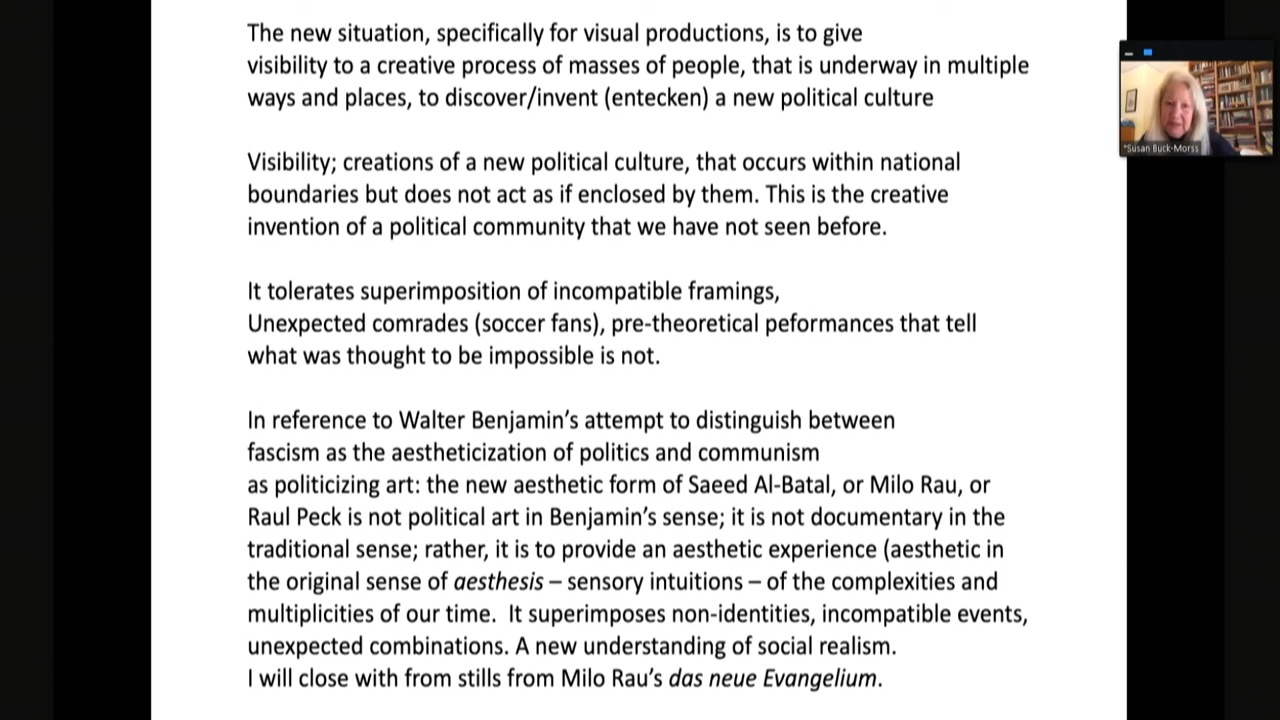 The new situation, specifically for visual productions, is to give
visibility to a creative process of masses of people, that is underway in multiple
ways and places, to discover/invent (entecken) a new political culture
Visibility; creations of a new political culture, that occurs within national
boundaries but does not act as if enclosed by them. This is the creative
invention of a political community that we have not seen before.
It tolerates superimposition of incompatible framings,
Unexpected comrades (soccer fans), pre-theoretical peformances that tell
what was thought to be impossible is not.
In reference to Walter Benjamin’s attempt to distinguish between
fascism as the aestheticization of politics and communism
as politicizing art: the new aesthetic form of Saeed Al-Batal, or Milo Rau, or
Raul Peck is not political art in Benjamin’s sense; it is not documentary in the
traditional sense; rather, it is to provide an aesthetic experience (aesthetic in
the original sense of aesthesis – sensory intuitions – of the complexities and
multiplicities of our time.  It superimposes non-identities, incompatible events,
unexpected combinations. A new understanding of social realism.
I will close with from stills from Milo Rau’s das neue Evangelium.
*Susan Buck-Morss